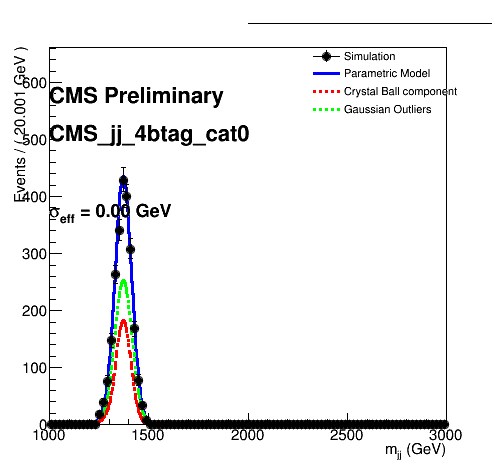 Simulation
Parametric Model
Crystal Ball component
Gaussian Outliers
CMS Preliminary
CMS_jj_4btag_cat0
σeff = 0.00 GeV
Events / ( 20.001 GeV )
600
500
400
300
200
100
0
1000 1500 2000 2500 3000
mjj (GeV)